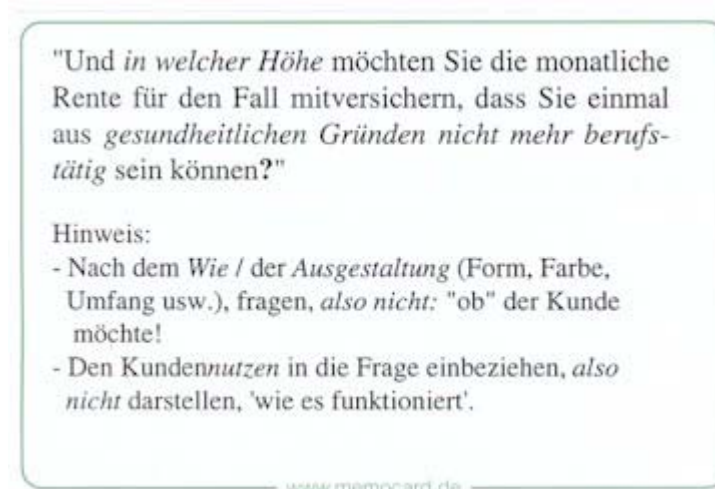 "Und in welcher Höhe möchten Sie die monatliche
Rente für den Fall mitversichern, dass Sie einmal
aus gesundheitlichen Gründen nicht mehr berufs-
tätig sein können?"
Hinweis:
- Nach dem Wie / der Ausgestaltung (Form, Farbe,
Umfang usw.), fragen, also nicht: "ob" der Kunde
möchte!
- Den Kundennutzen in die Frage einbeziehen, also
nicht darstellen, 'wie es funktioniert'.
www.memocard.de